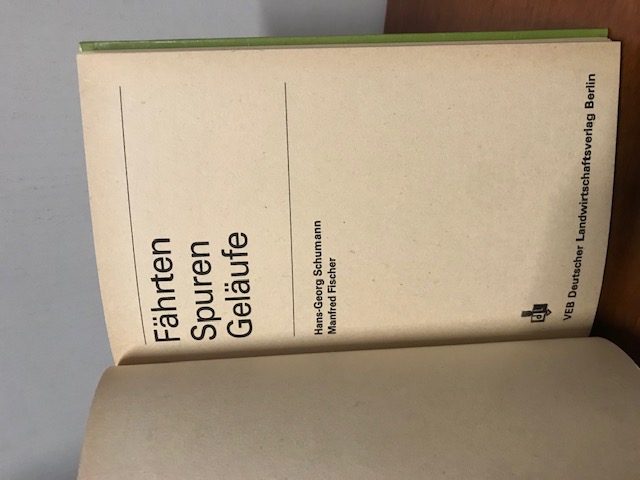 Fährten
Spuren
Geläufe
Hans-Georg Schumann
Manfred Fischer
VEB Deutscher Landwirtschaftsverlag Berlin